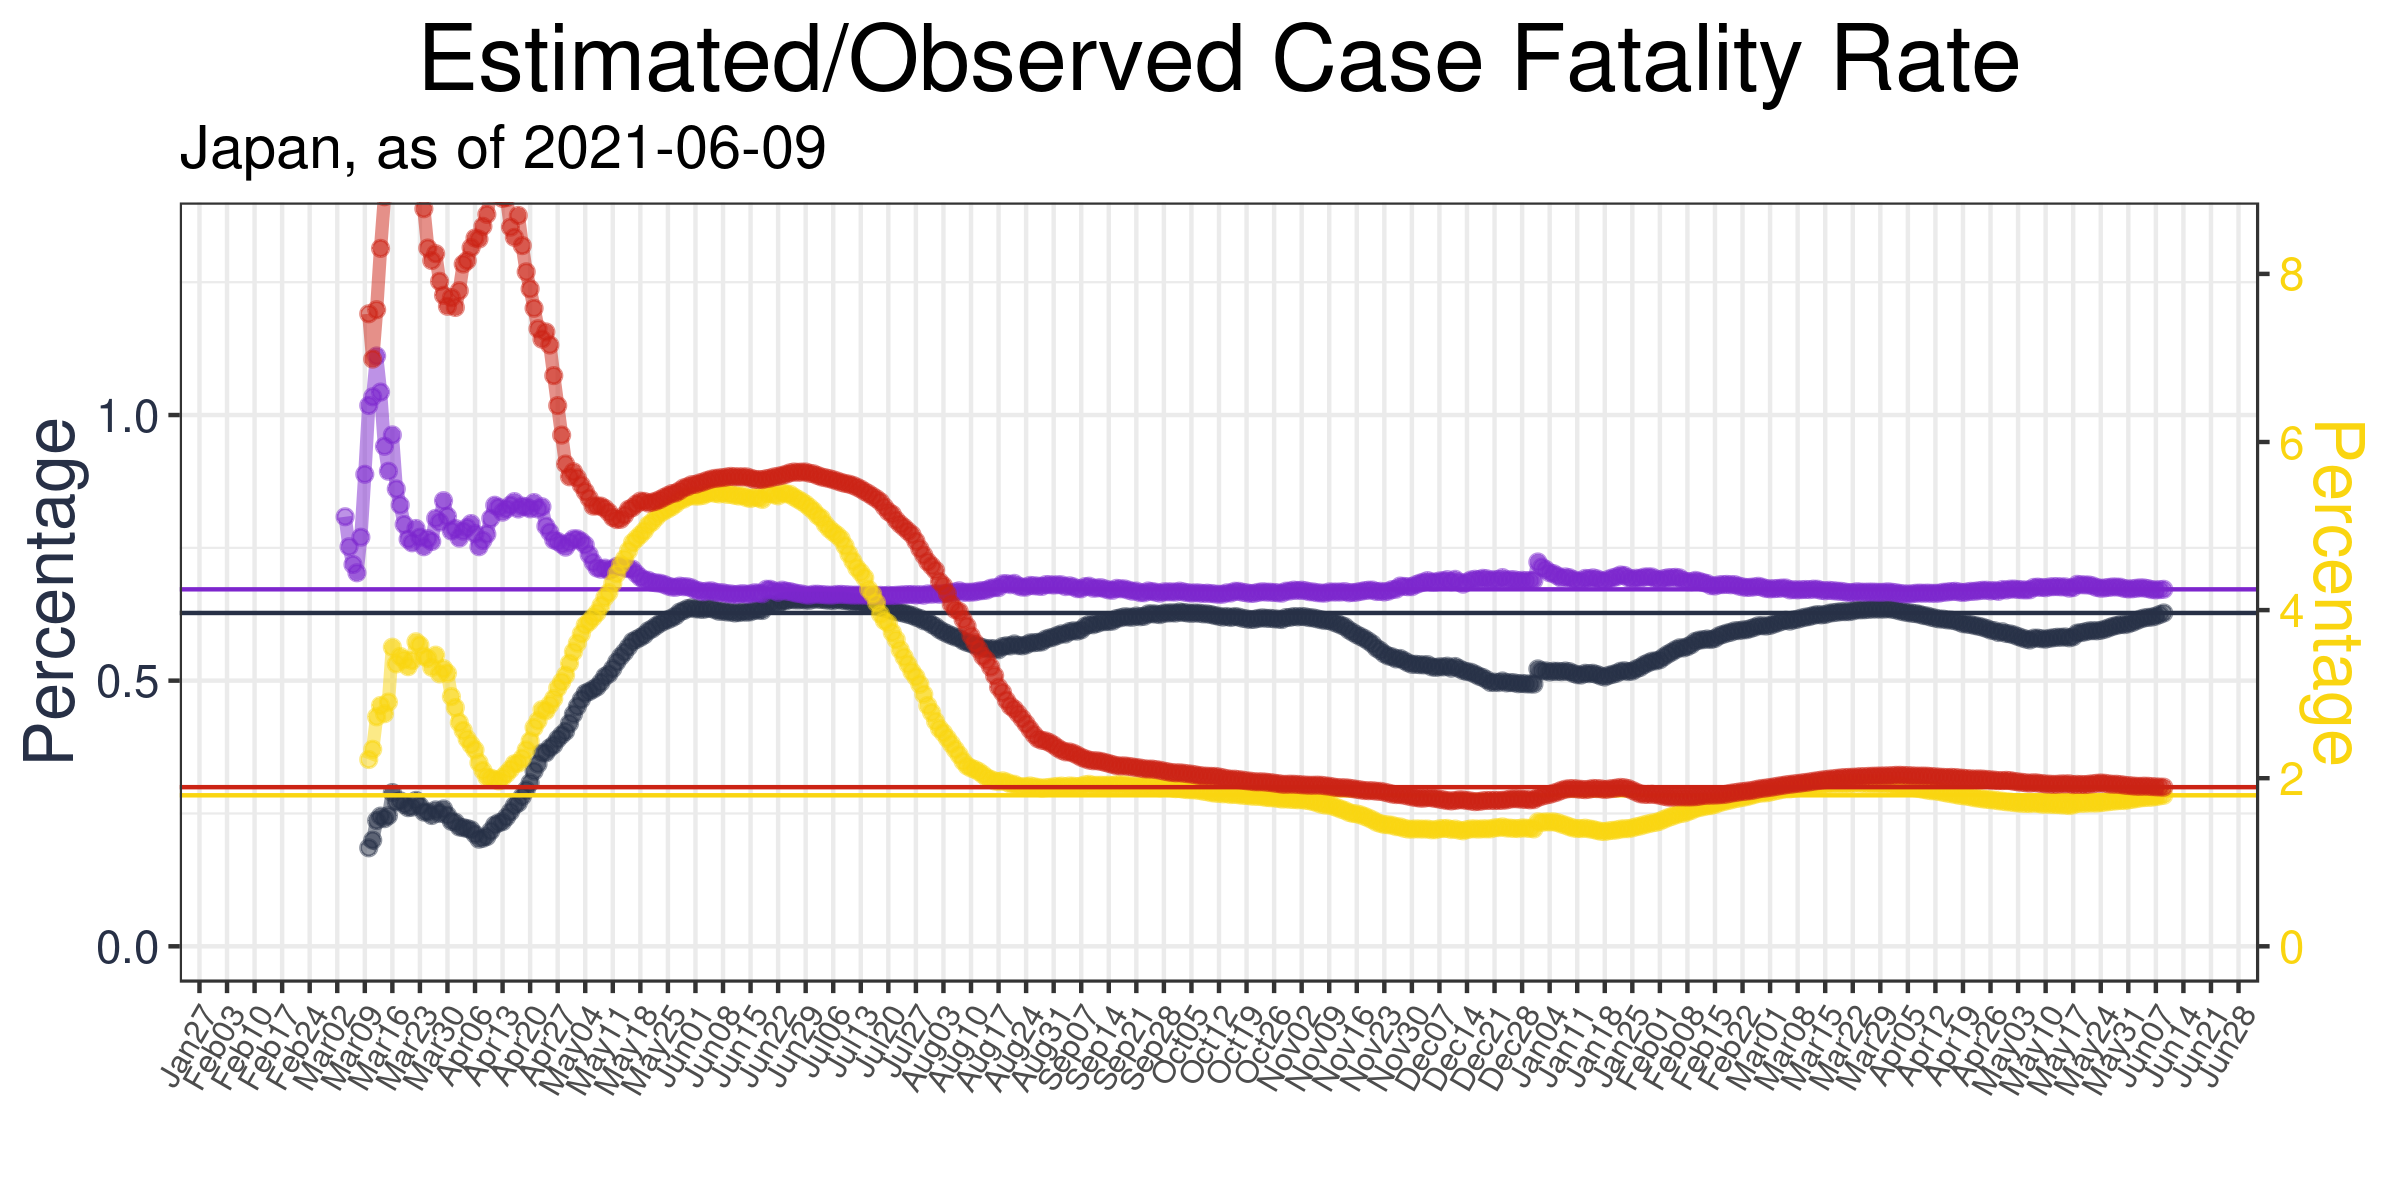 Estimated/Observed Case Fatality Rate
Japan, as of 2021-06-09
Percentage
1.0
0.5
0.0
8
6
4
2
0
Percentage
Jan27
Feb03
Feb10
Feb17
Feb24
Mar02
Mar09
Mar16
Mar23
Mar30
Apr06
Apr13
Apr20
Apr27
May04
May11
May18
May25
Jun01
Jun08
Jun15
Jun22
Jun29
Jul06
Jul13
Jul20
Jul27
Aug03
Aug10
Aug17
Aug24
Aug31
Sep07
Sep14
Sep21
Sep28
Oct05
Oct12
Oct19
Oct26
Nov02
Nov09
Nov16
Nov23
Nov30
Dec07
Dec14
Dec21
Dec28
Jan04
Jan11
Jan18
Jan25
Feb01
Feb08
Feb15
Feb22
Mar01
Mar08
Mar15
Mar22
Mar29
Apr05
Apr12
Apr19
Apr26
May03
May10
May17
May24
May31
Jun07
Jun14
Jun21
Jun28